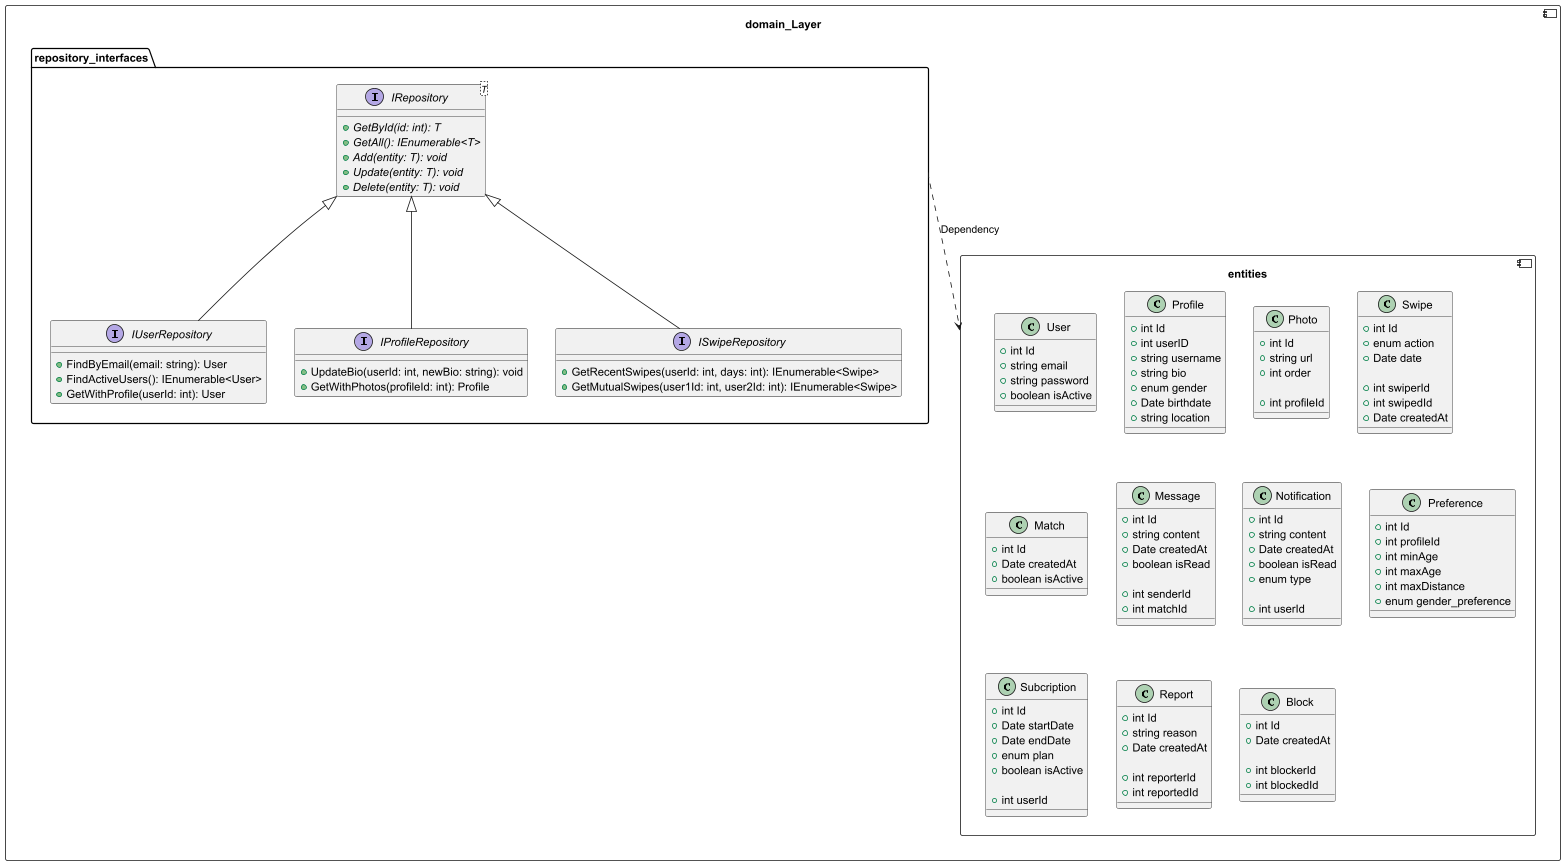 domain_Layer
repository_interfaces
I IRepository T
GetById(id: int): T
GetAll(): IEnumerable<T>
Add(entity: T): void
Update(entity: T): void
Delete(entity: T): void
I IUserRepository
FindByEmail(email: string): User
FindActiveUsers(): IEnumerable<User>
GetWithProfile(userId: int): User
I IProfileRepository
UpdateBio(userId: int, newBio: string): void
GetWithPhotos(profileId: int): Profile
I ISwipeRepository
GetRecentSwipes(userId: int, days: int): IEnumerable<Swipe>
GetMutualSwipes(user1Id: int, user2Id: int): IEnumerable<Swipe>
Dependency
entities
C User
int Id
string email
string password
boolean isActive
C Profile
int Id
int userID
string username
string bio
enum gender
Date birthdate
string location
C Photo
int Id
string url
int order
int profileId
C Swipe
int Id
enum action
Date date
int swiperId
int swipedId
Date createdAt
C Match
int Id
Date createdAt
boolean isActive
C Message
int Id
string content
Date createdAt
boolean isRead
int senderId
int matchId
C Notification
int Id
string content
Date createdAt
boolean isRead
enum type
int userId
C Preference
int Id
int profileId
int minAge
int maxAge
int maxDistance
enum gender_preference
C Subcription
int Id
Date startDate
Date endDate
enum plan
boolean isActive
int userId
C Report
int Id
string reason
Date createdAt
int reporterId
int reportedId
C Block
int Id
Date createdAt
int blockerId
int blockedId